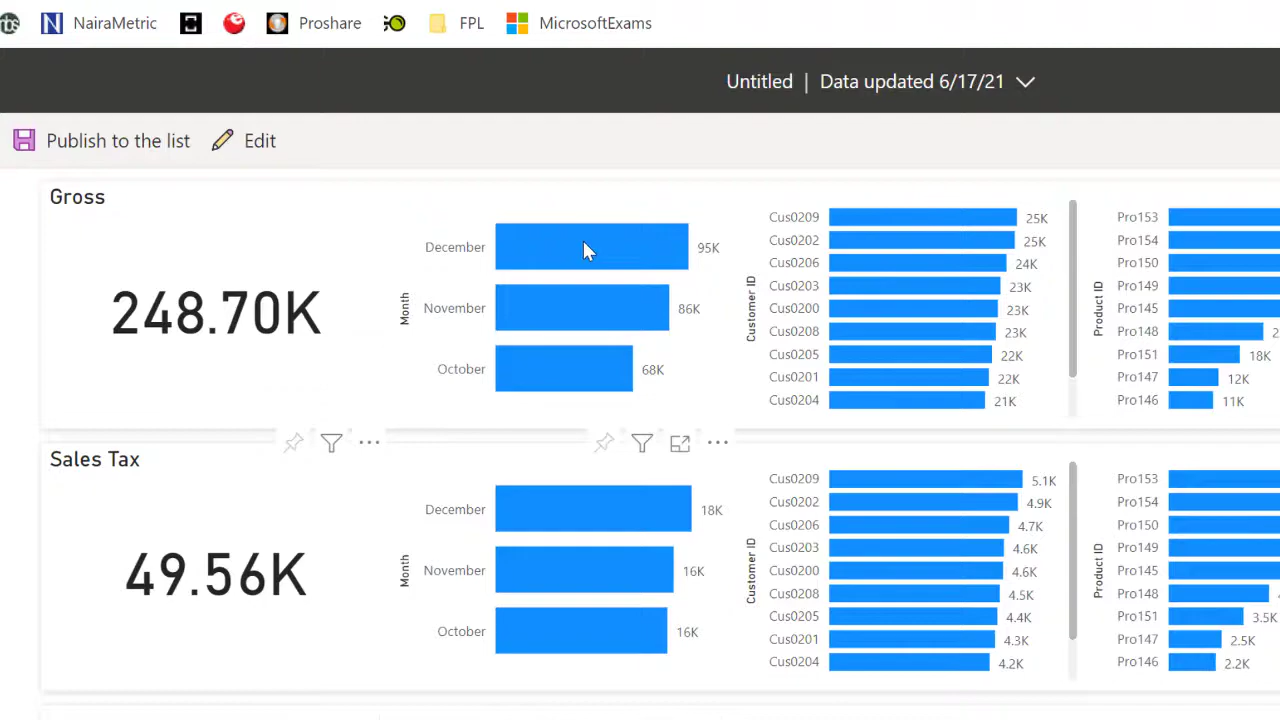 NairaMetric Proshare FPL MicrosoftExams
Untitled | Data updated 6/17/21
Publish to the list Edit
Gross
248.70K
Month
December 95K
November 86K
October 68K
Customer ID
Cus0209 25K
Cus0202 25K
Cus0206 24K
Cus0203 23K
Cus0200 23K
Cus0208 23K
Cus0205 22K
Cus0201 22K
Cus0204 21K
Product ID
Pro153
Pro154
Pro150
Pro149
Pro145
Pro148
Pro151 18K
Pro147 12K
Pro146 11K
Sales Tax
49.56K
Month
December 18K
November 16K
October 16K
Customer ID
Cus0209 5.1K
Cus0202 4.9K
Cus0206 4.7K
Cus0203 4.6K
Cus0200 4.6K
Cus0208 4.5K
Cus0205 4.4K
Cus0201 4.3K
Cus0204 4.2K
Product ID
Pro153
Pro154
Pro150
Pro149
Pro145
Pro148
Pro151 3.5K
Pro147 2.5K
Pro146 2.2K